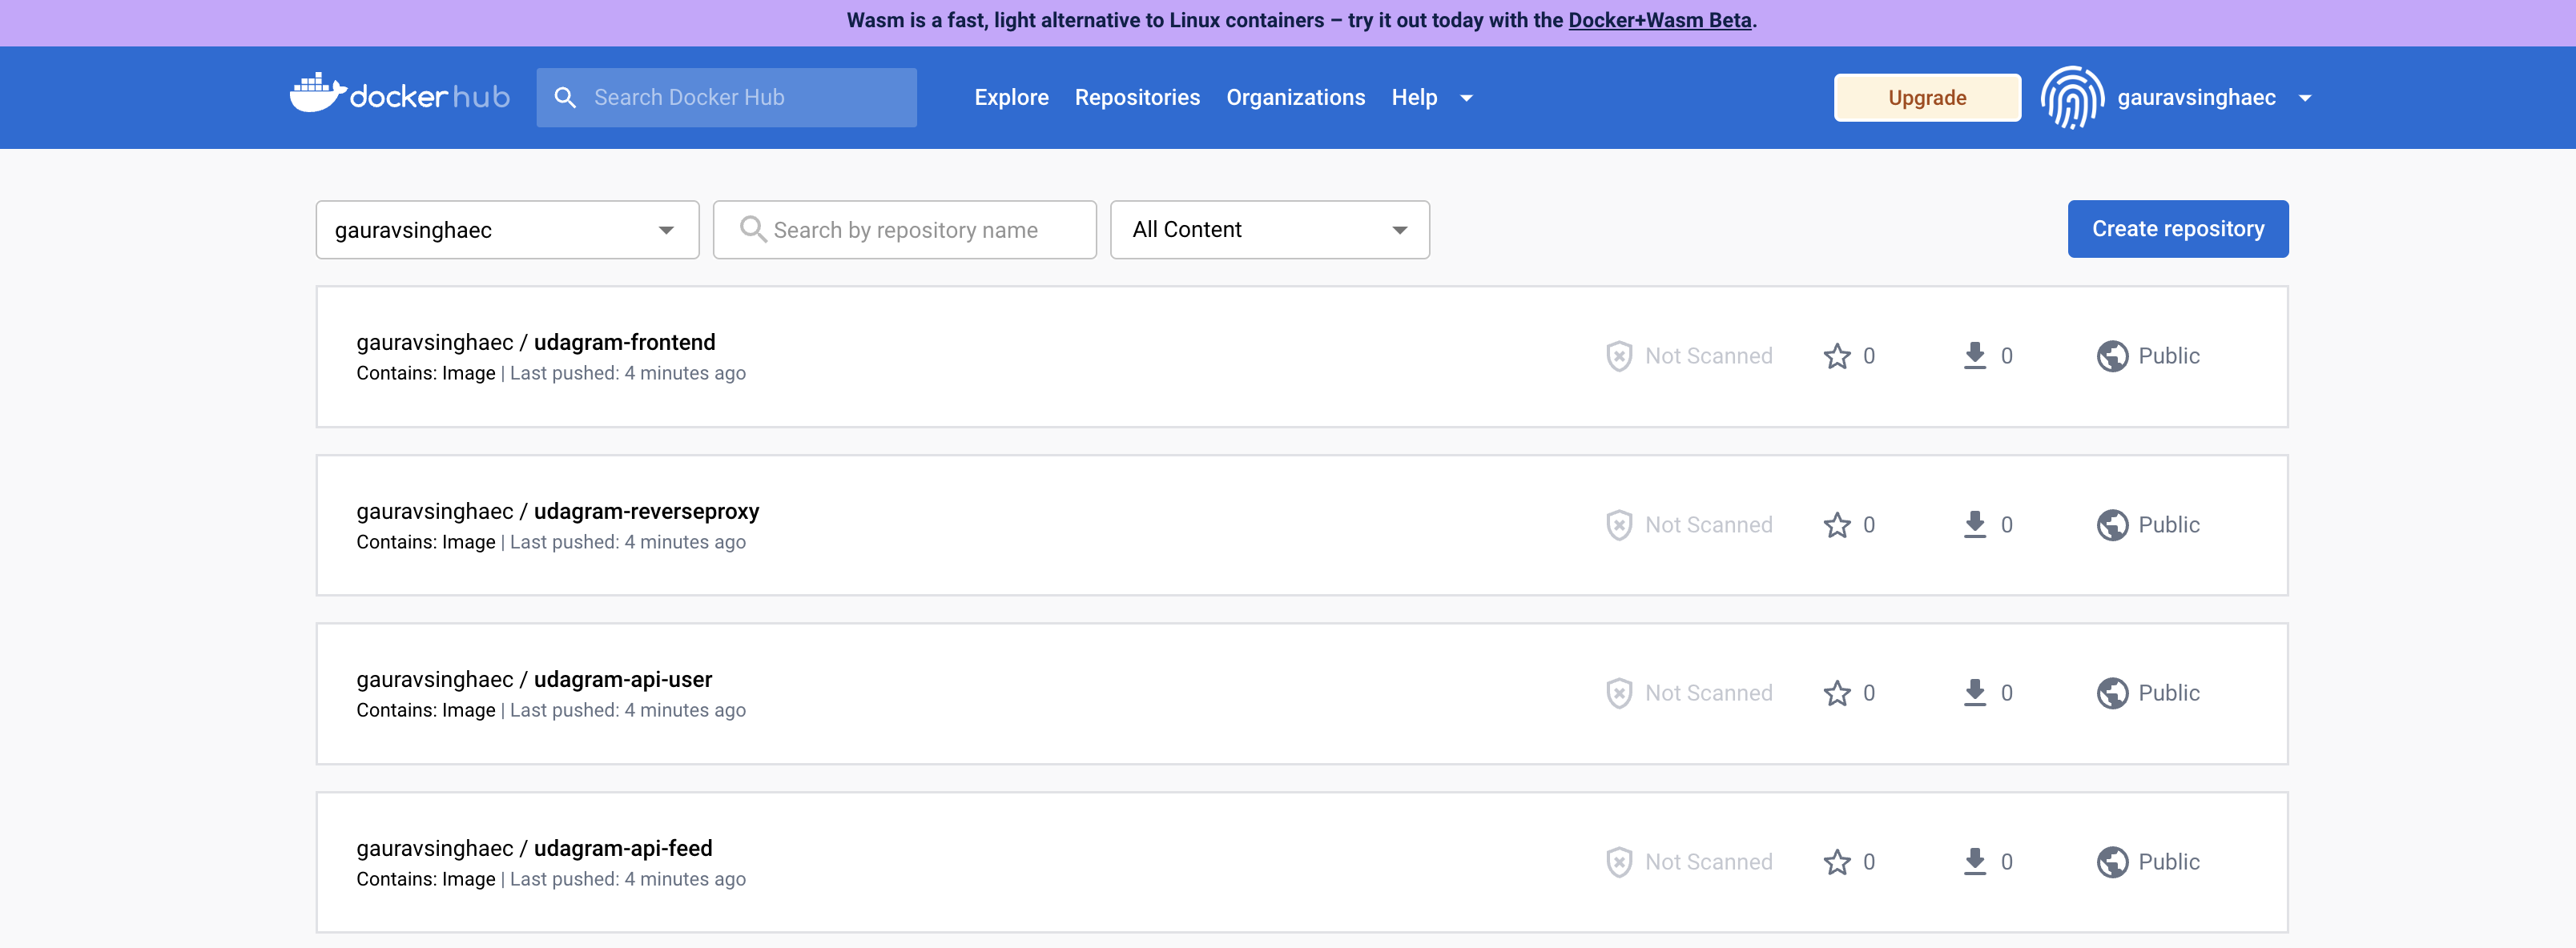 Wasm is a fast, light alternative to Linux containers – try it out today with the Docker+Wasm Beta.
dockerhub Search Docker Hub Explore Repositories Organizations Help Upgrade gauravsinghaec
gauravsinghaec Search by repository name All Content Create repository
gauravsinghaec / udagram-frontend
Contains: Image | Last pushed: 4 minutes ago
Not Scanned 0 0 Public
gauravsinghaec / udagram-reverseproxy
Contains: Image | Last pushed: 4 minutes ago
Not Scanned 0 0 Public
gauravsinghaec / udagram-api-user
Contains: Image | Last pushed: 4 minutes ago
Not Scanned 0 0 Public
gauravsinghaec / udagram-api-feed
Contains: Image | Last pushed: 4 minutes ago
Not Scanned 0 0 Public